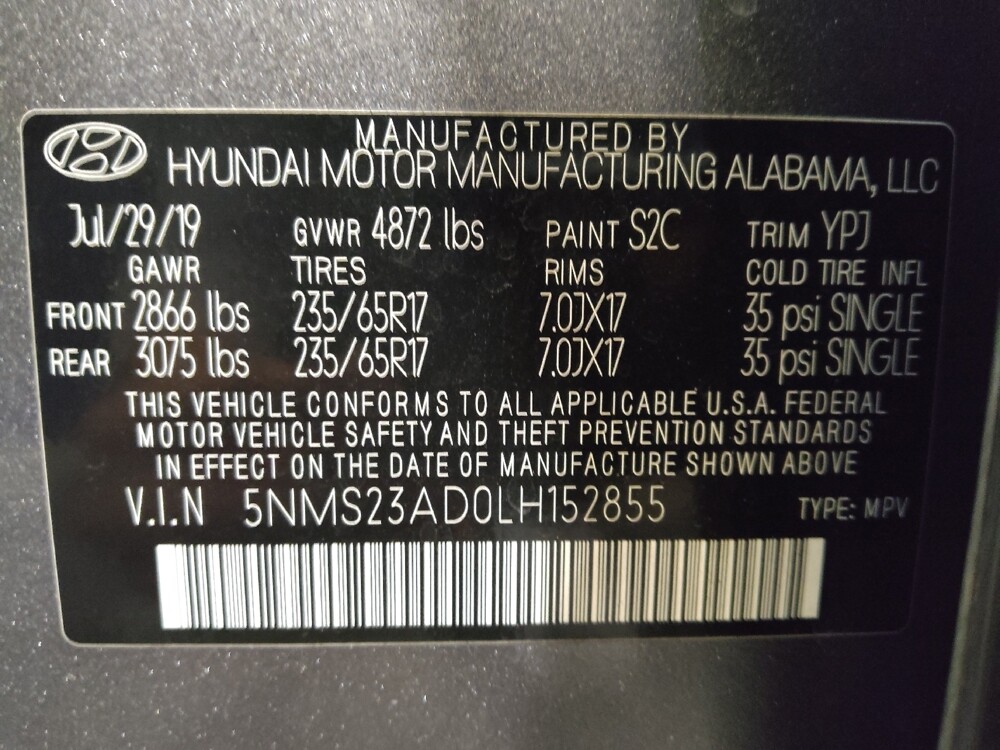 MANUFACTURED BY
HYUNDAI MOTOR MANUFACTURING ALABAMA, LLC
Jul/29/19 GVWR 4872 lbs PAINT S2C TRIM YPJ
GAWR TIRES RIMS COLD TIRE INFL
FRONT 2866 lbs 235/65R17 7.0JX17 35 psi SINGLE
REAR 3075 lbs 235/65R17 7.0JX17 35 psi SINGLE
THIS VEHICLE CONFORMS TO ALL APPLICABLE U.S.A. FEDERAL
MOTOR VEHICLE SAFETY AND THEFT PREVENTION STANDARDS
IN EFFECT ON THE DATE OF MANUFACTURE SHOWN ABOVE
V.I.N 5NMS23AD0LH152855 TYPE: MPV